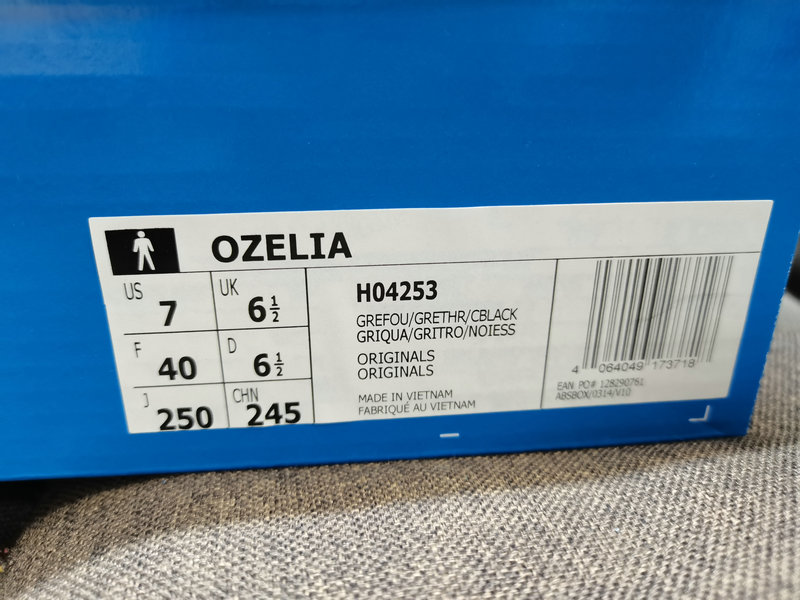 OZELIA
US 7
UK 6½
F 40
D 6½
J 250
CHN 245
H04253
GREFOU/GRETHR/CBLACK
GRIQUA/GRITRO/NOIESS
ORIGINALS
ORIGINALS
MADE IN VIETNAM
FABRIQUÉ AU VIETNAM
4 064049 173718
EAN PO# 128290761
ABSBOX/0314/V10